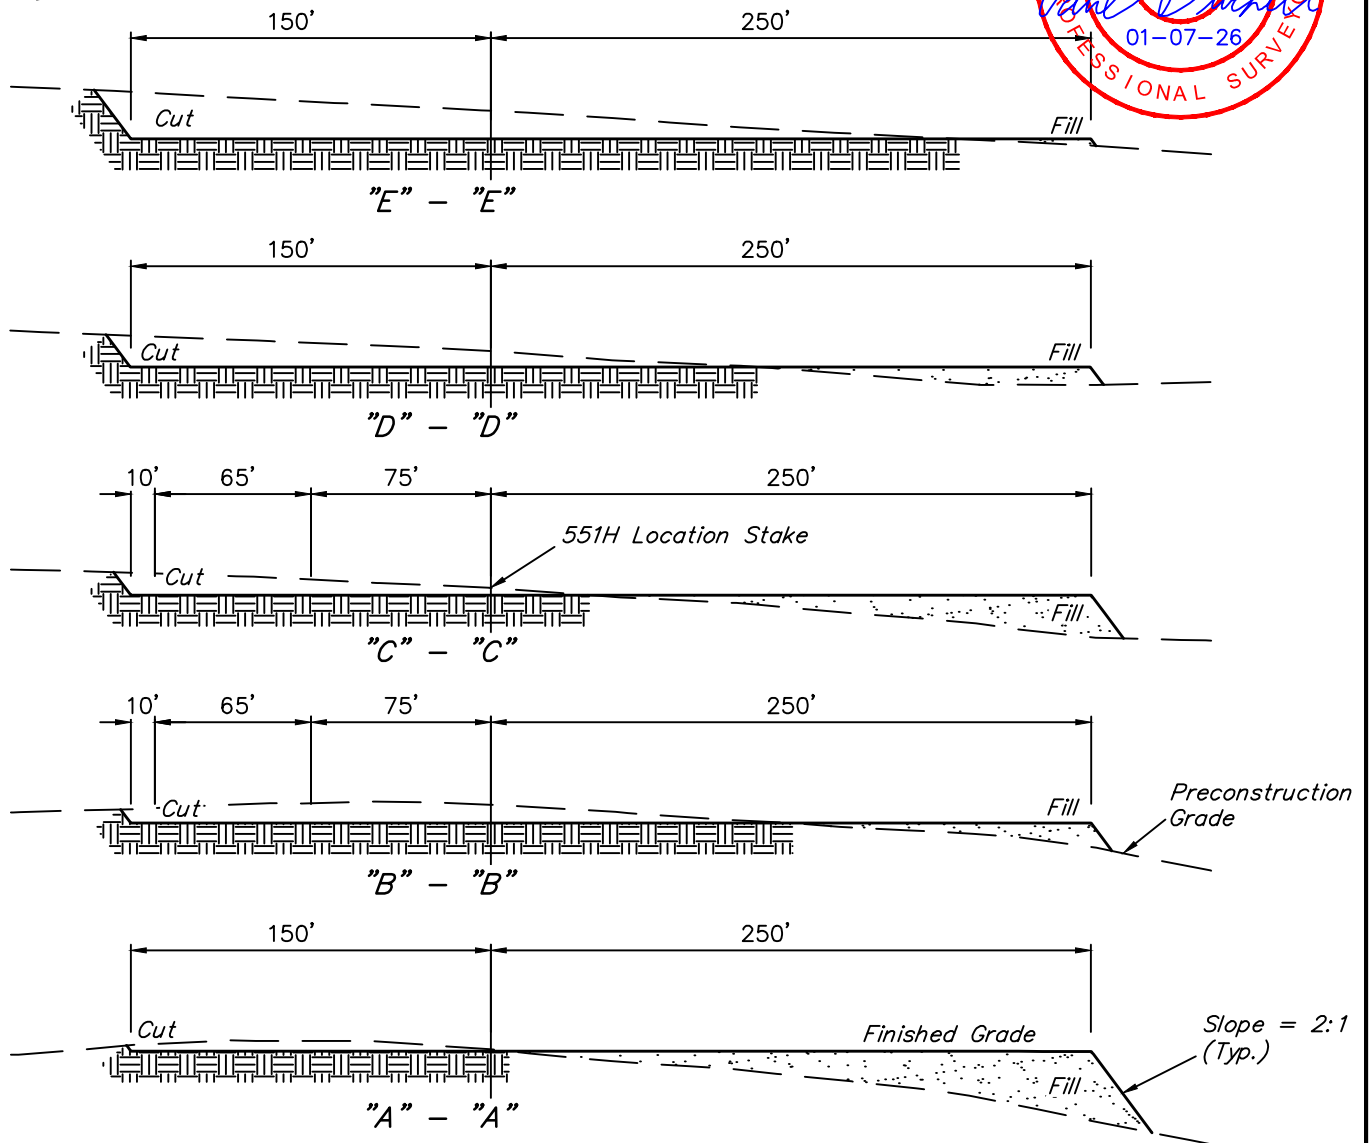 01-07-26
PROFESSIONAL SURVEYO
150' 250'
Cut Fill
"E" - "E"
150' 250'
Cut Fill
"D" - "D"
10' 65' 75' 250'
551H Location Stake
Cut
Fill
"C" - "C"
10' 65' 75' 250'
Cut Fill
Preconstruction
Grade
"B" - "B"
150' 250'
Cut
Finished Grade
Slope = 2:1
(Typ.)
Fill
"A" - "A"